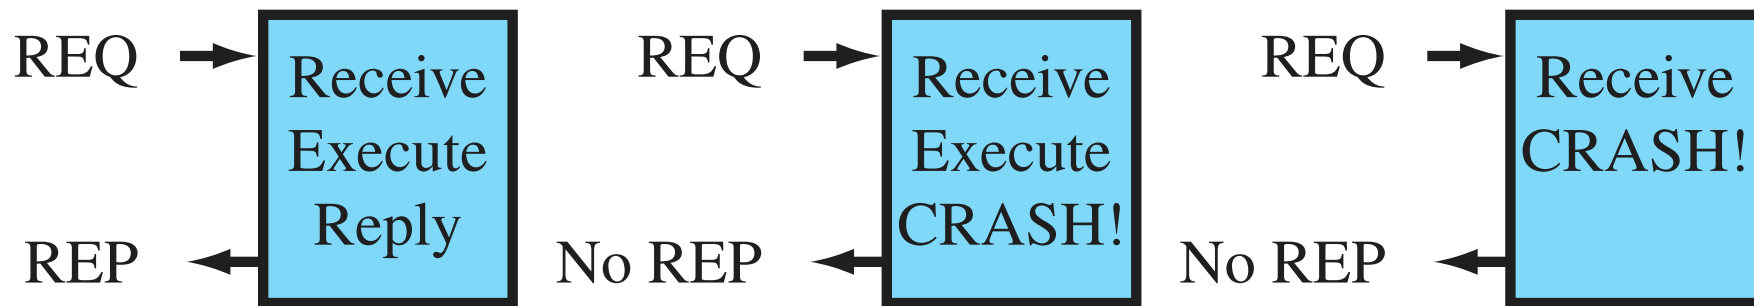 REQ
Receive
Execute
Reply
REP
REQ
Receive
Execute
CRASH!
No REP
REQ
Receive
CRASH!
No REP